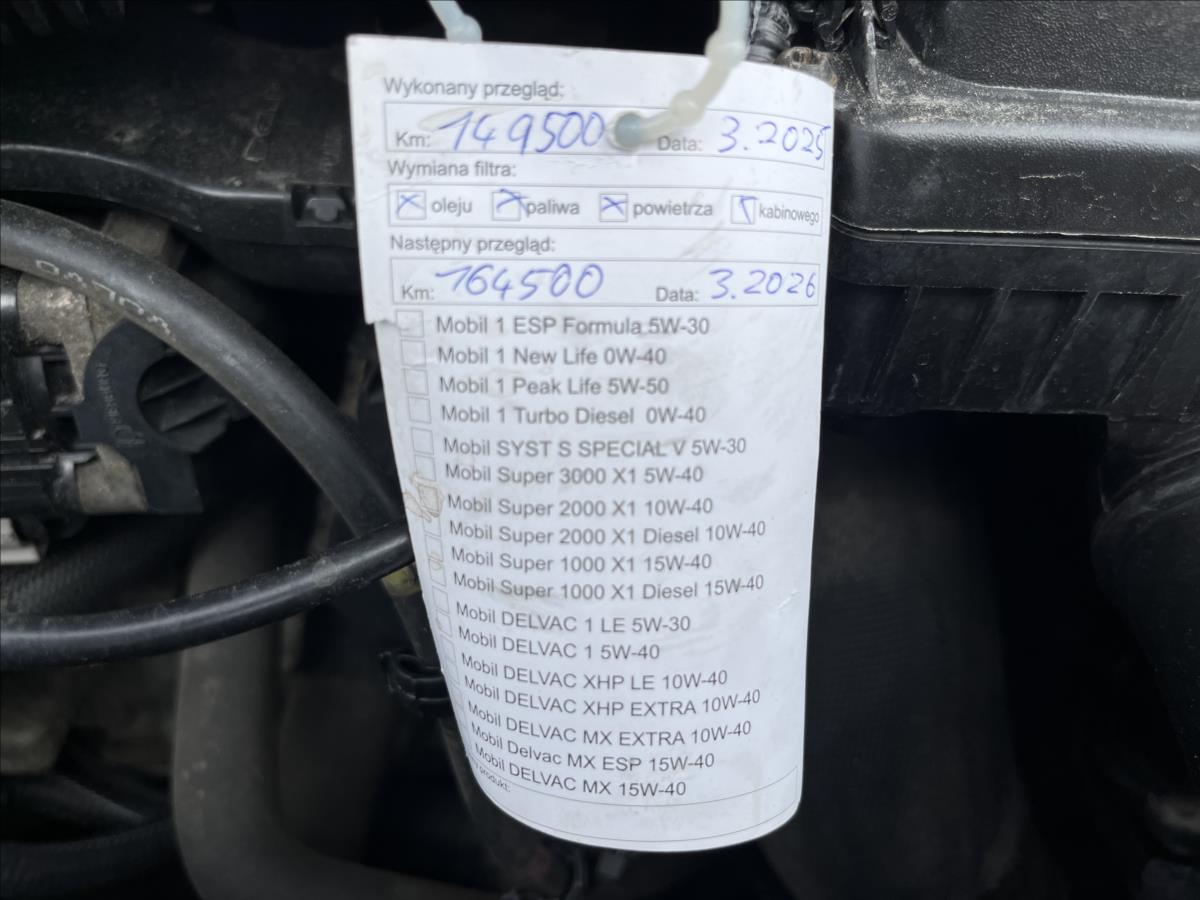 Wykonany przegląd:
Km: 149500 Data: 3.2025
Wymiana filtra:
oleju paliwa powietrza kabinowego
Następny przegląd:
Km: 164500 Data: 3.2026
Mobil 1 ESP Formula 5W-30
Mobil 1 New Life 0W-40
Mobil 1 Peak Life 5W-50
Mobil 1 Turbo Diesel 0W-40
Mobil SYST S SPECIAL V 5W-30
Mobil Super 3000 X1 5W-40
Mobil Super 2000 X1 10W-40
Mobil Super 2000 X1 Diesel 10W-40
Mobil Super 1000 X1 15W-40
Mobil Super 1000 X1 Diesel 15W-40
Mobil DELVAC 1 LE 5W-30
Mobil DELVAC 1 5W-40
Mobil DELVAC XHP LE 10W-40
Mobil DELVAC XHP EXTRA 10W-40
Mobil DELVAC MX EXTRA 10W-40
Mobil Delvac MX ESP 15W-40
Mobil DELVAC MX 15W-40
produkt: